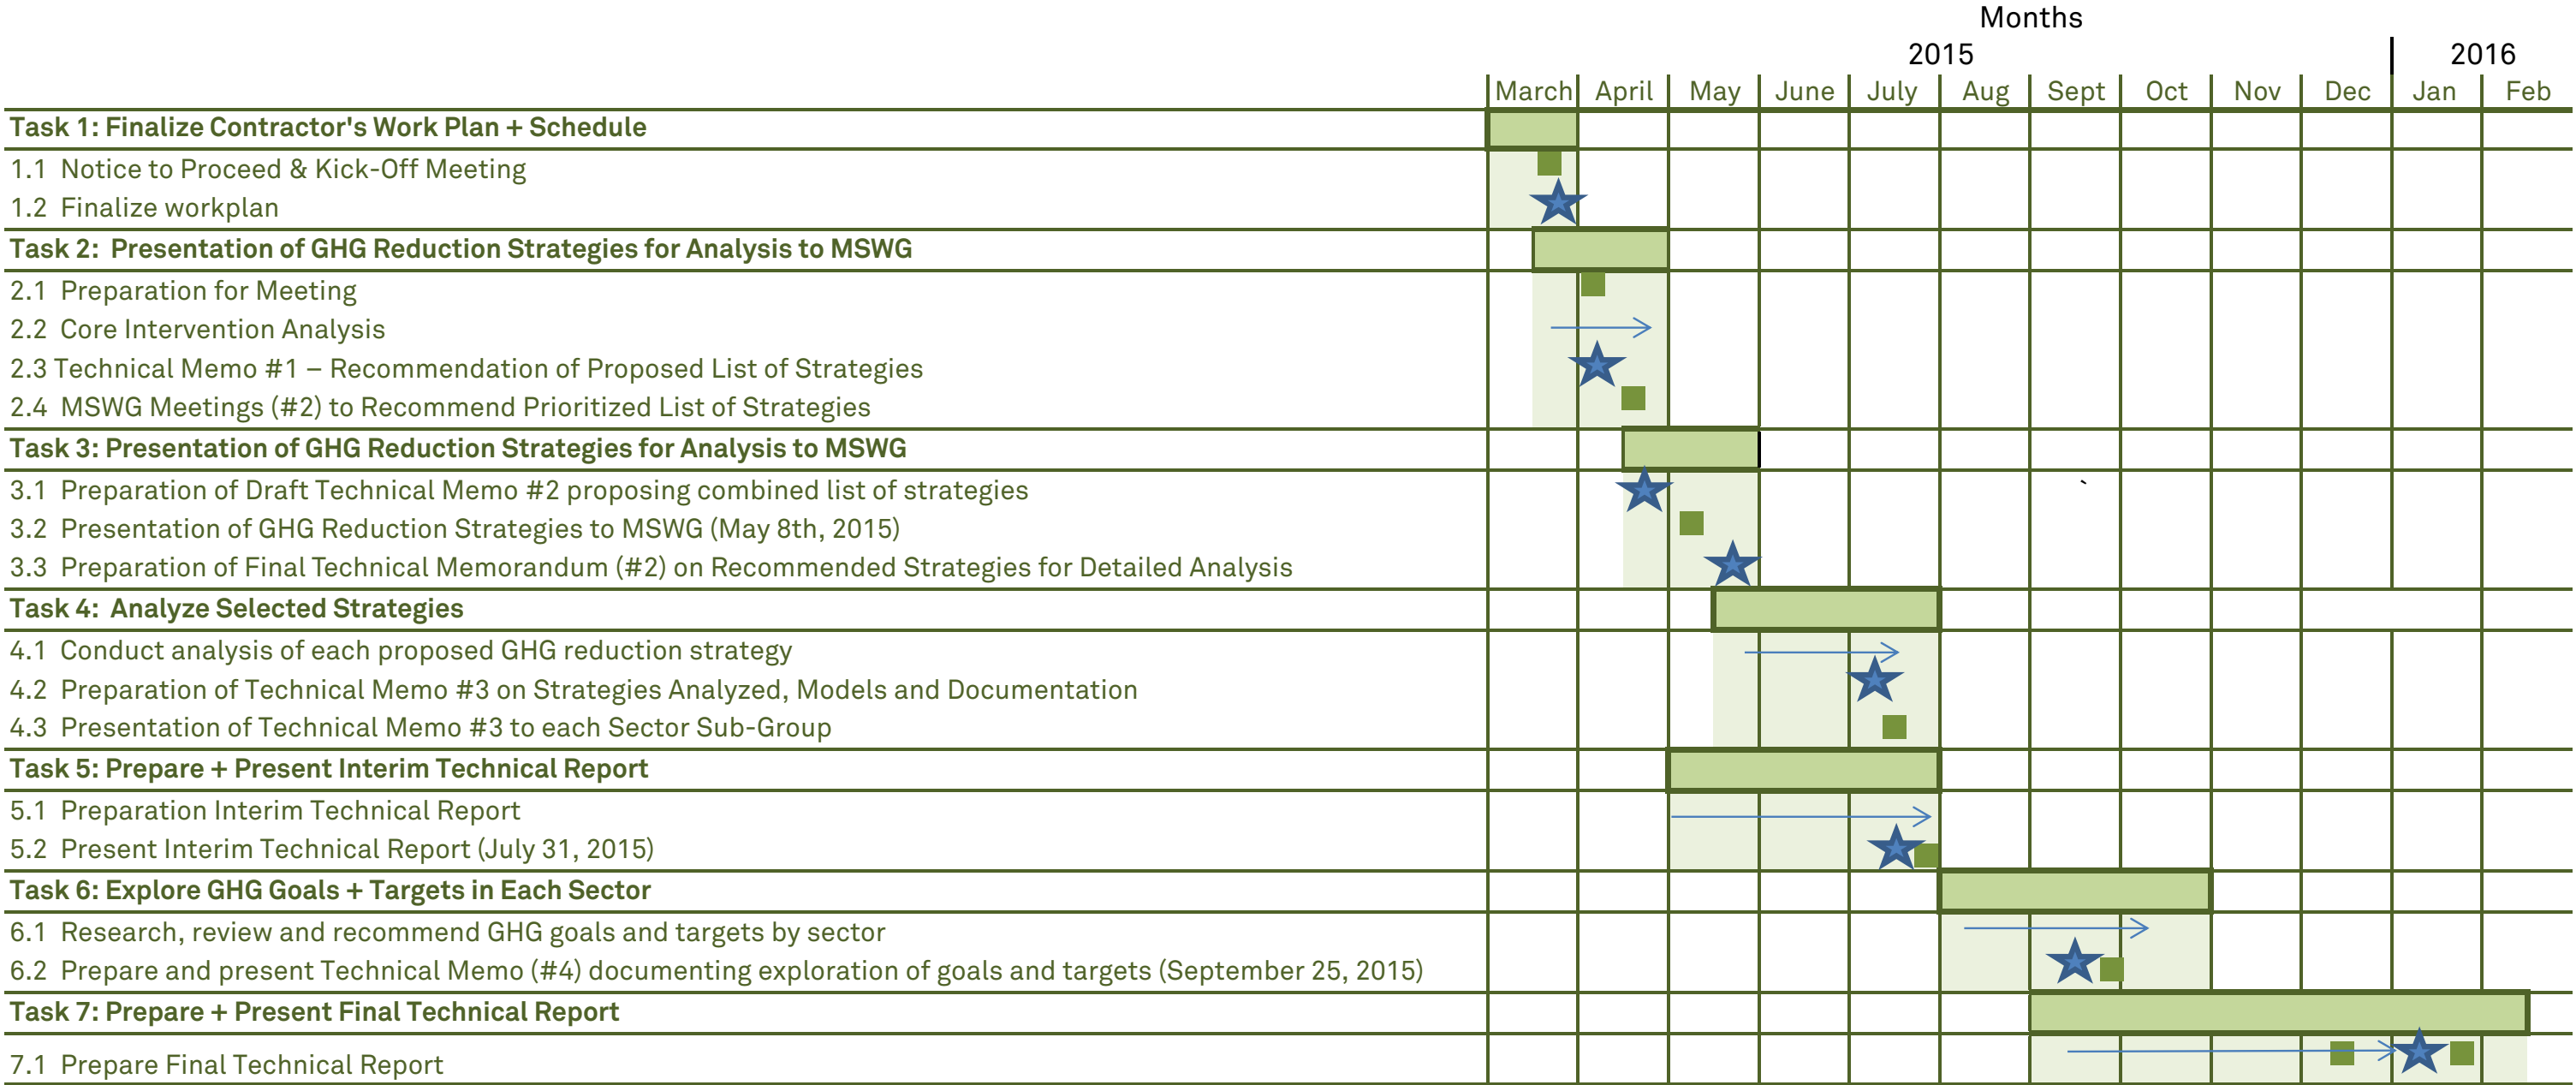 Months
2015 2016
March April May June July Aug Sept Oct Nov Dec Jan Feb
Task 1: Finalize Contractor's Work Plan + Schedule
1.1 Notice to Proceed & Kick-Off Meeting
1.2 Finalize workplan
Task 2: Presentation of GHG Reduction Strategies for Analysis to MSWG
2.1 Preparation for Meeting
2.2 Core Intervention Analysis
2.3 Technical Memo #1 – Recommendation of Proposed List of Strategies
2.4 MSWG Meetings (#2) to Recommend Prioritized List of Strategies
Task 3: Presentation of GHG Reduction Strategies for Analysis to MSWG
3.1 Preparation of Draft Technical Memo #2 proposing combined list of strategies `
3.2 Presentation of GHG Reduction Strategies to MSWG (May 8th, 2015)
3.3 Preparation of Final Technical Memorandum (#2) on Recommended Strategies for Detailed Analysis
Task 4: Analyze Selected Strategies
4.1 Conduct analysis of each proposed GHG reduction strategy
4.2 Preparation of Technical Memo #3 on Strategies Analyzed, Models and Documentation
4.3 Presentation of Technical Memo #3 to each Sector Sub-Group
Task 5: Prepare + Present Interim Technical Report
5.1 Preparation Interim Technical Report
5.2 Present Interim Technical Report (July 31, 2015)
Task 6: Explore GHG Goals + Targets in Each Sector
6.1 Research, review and recommend GHG goals and targets by sector
6.2 Prepare and present Technical Memo (#4) documenting exploration of goals and targets (September 25, 2015)
Task 7: Prepare + Present Final Technical Report
7.1 Prepare Final Technical Report